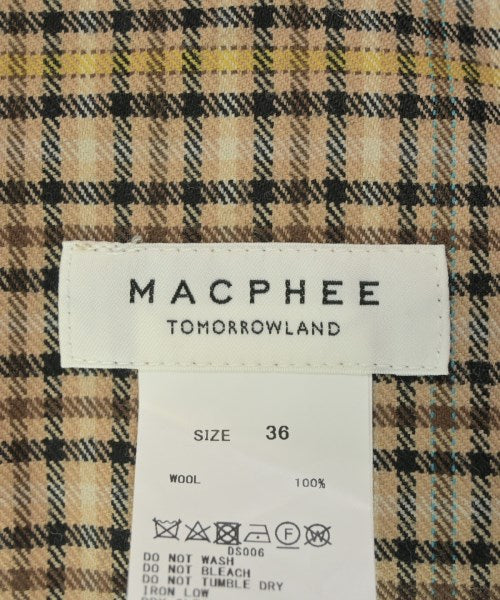 MACPHEE
TOMORROWLAND
SIZE 36
WOOL 100%
DS006
DO NOT WASH
DO NOT BLEACH
DO NOT TUMBLE DRY
IRON LOW